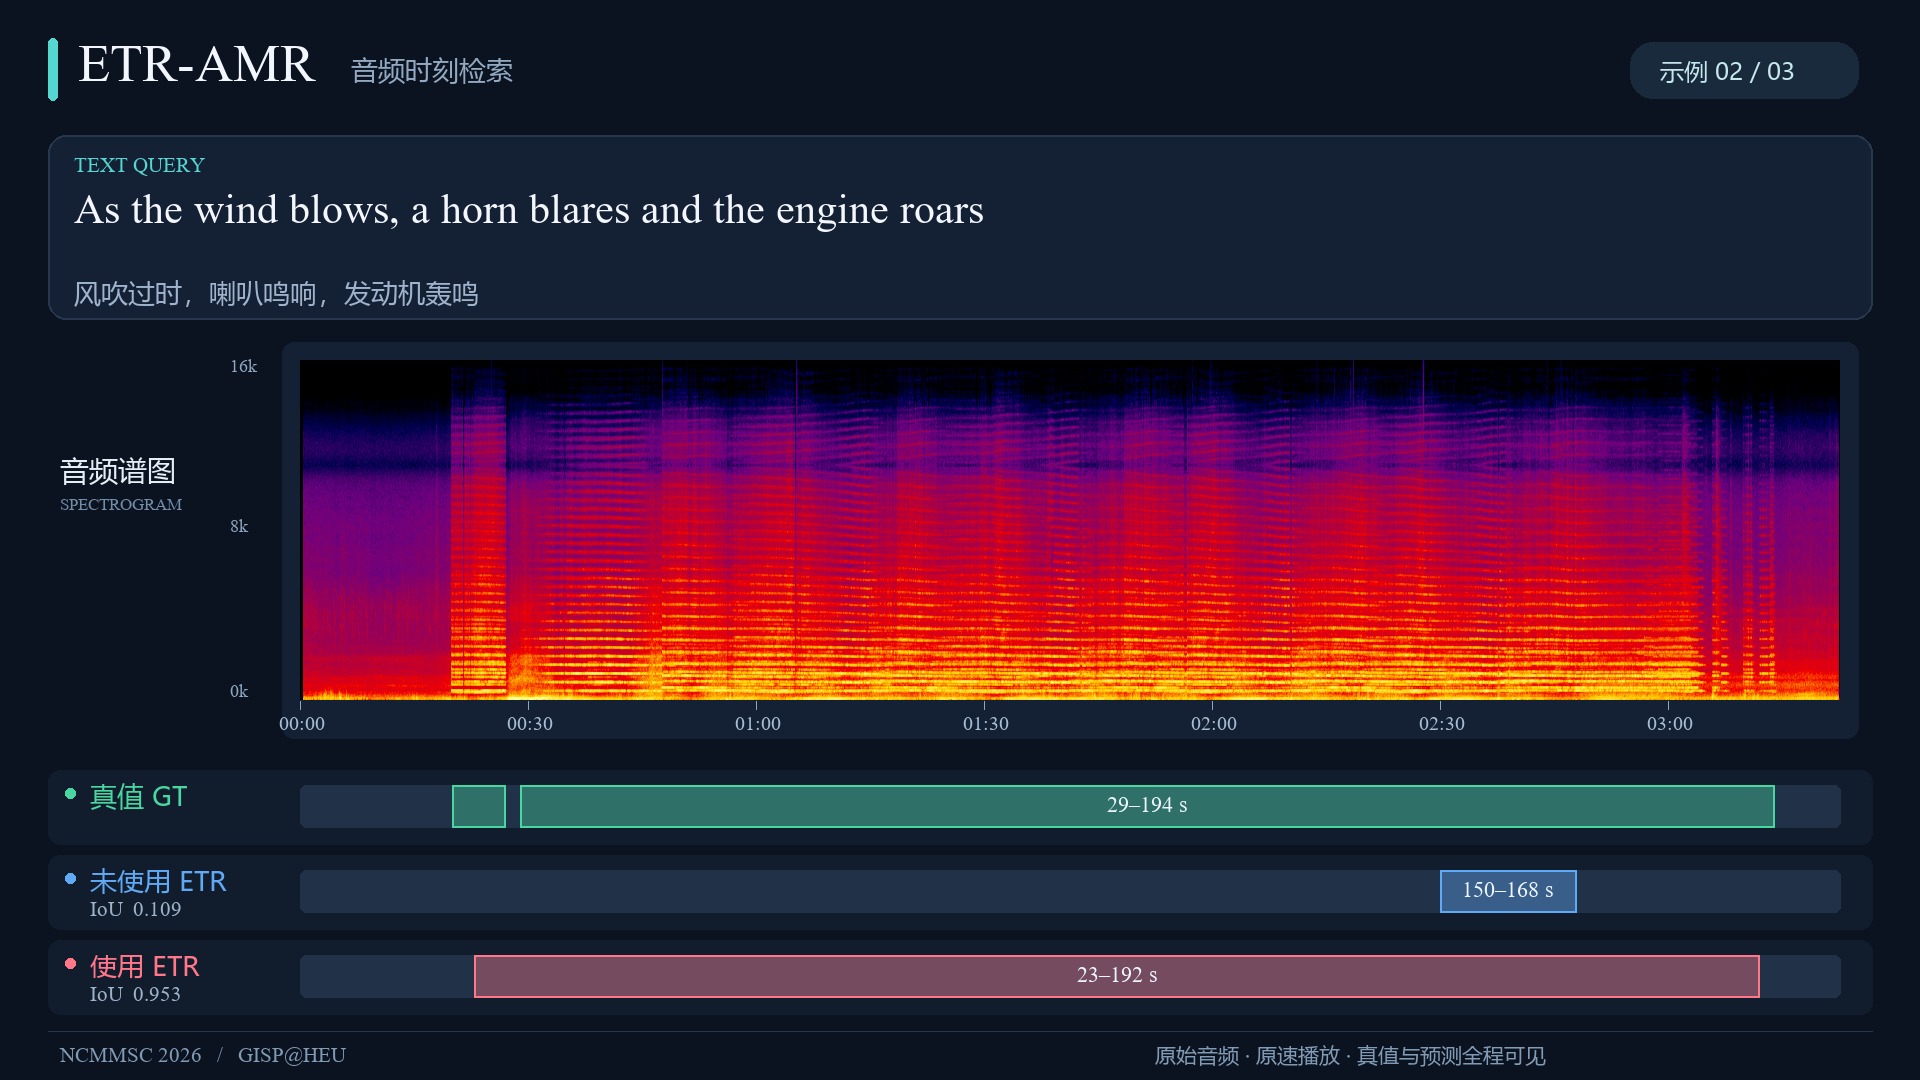 ETR-AMR 音频时刻检索
示例 02 / 03
TEXT QUERY
As the wind blows, a horn blares and the engine roars
风吹过时，喇叭鸣响，发动机轰鸣
16k
音频谱图
SPECTROGRAM
8k
0k
00:00 00:30 01:00 01:30 02:00 02:30 03:00
真值 GT
29–194 s
未使用 ETR
IoU 0.109
150–168 s
使用 ETR
IoU 0.953
23–192 s
NCMMSC 2026 / GISP@HEU
原始音频 · 原速播放 · 真值与预测全程可见